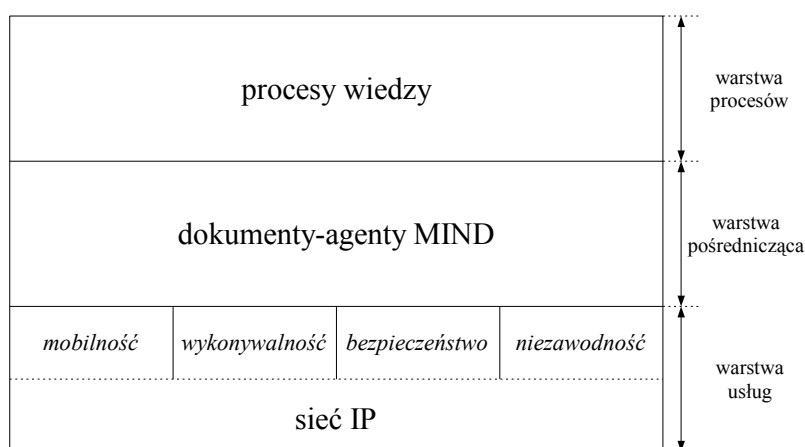 procesy wiedzy
warstwa
procesów
dokumenty-agenty MIND
warstwa
pośrednicząca
mobilność wykonywalność bezpieczeństwo niezawodność
warstwa
usług
sieć IP